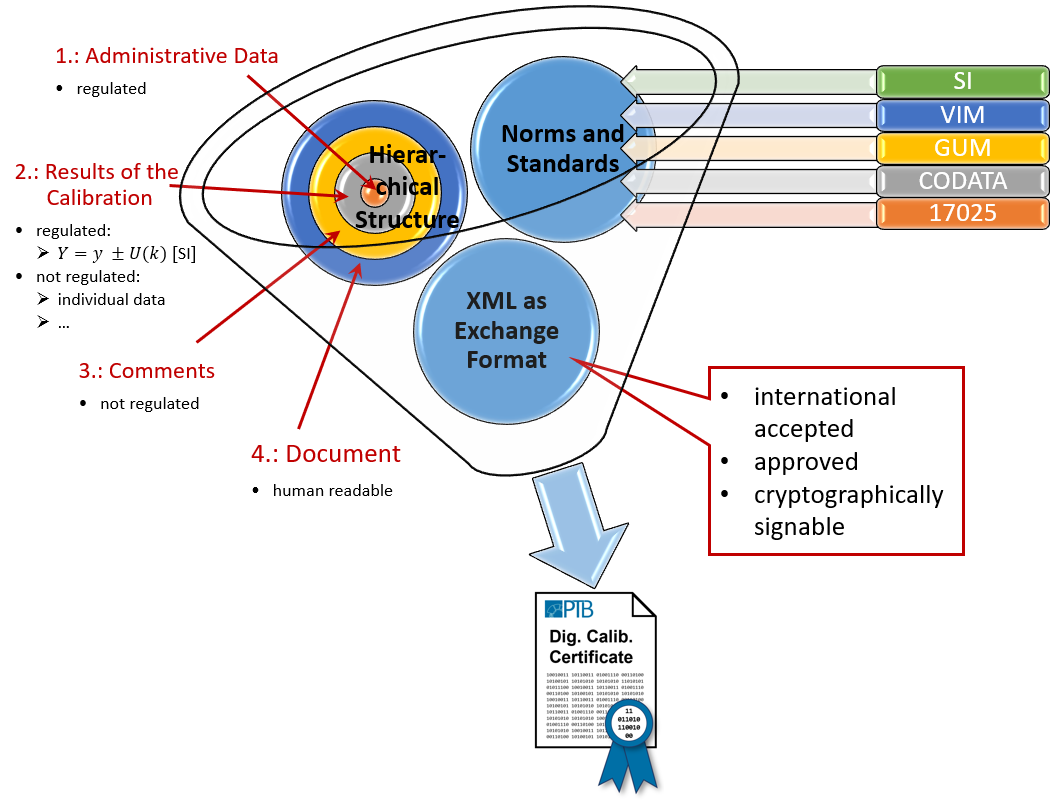 1.: Administrative Data
• regulated
2.: Results of the
Calibration
• regulated:
➢ Y = y ± U(k) [SI]
• not regulated:
➢ individual data
➢ ...
3.: Comments
• not regulated
4.: Document
• human readable
Hierar-
chical
Structure
Norms and
Standards
XML as
Exchange
Format
SI
VIM
GUM
CODATA
17025
• international
accepted
• approved
• cryptographically
signable
PTB
Dig. Calib.
Certificate
11
011010
110010
00